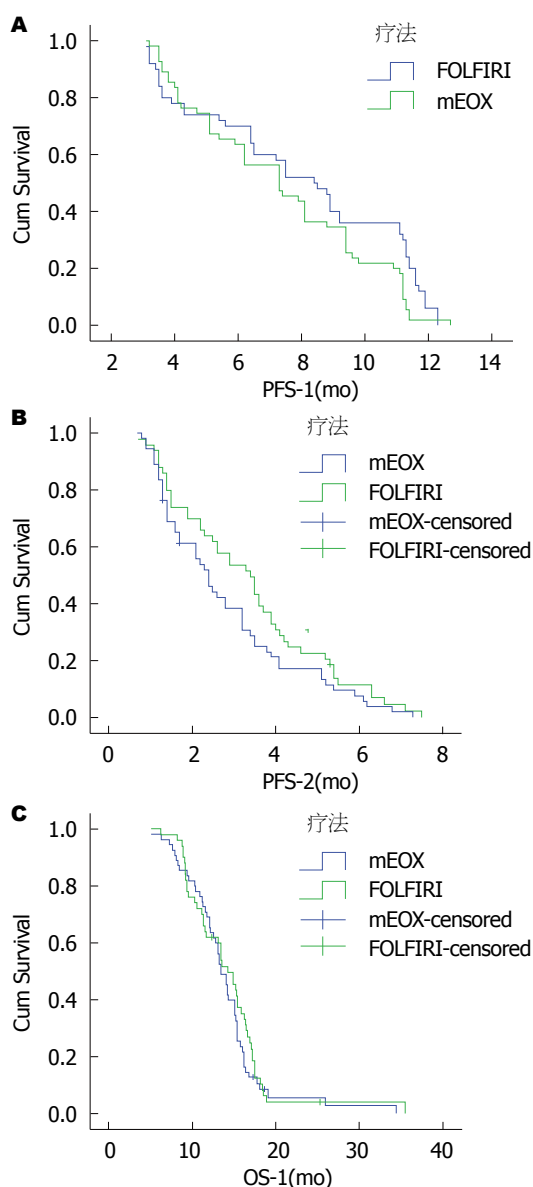 A
疗法
FOLFIRI
mEOX
Cum Survival
1.0
0.8
0.6
0.4
0.2
0.0
2 4 6 8 10 12 14
PFS-1(mo)
B
疗法
mEOX
FOLFIRI
mEOX-censored
FOLFIRI-censored
Cum Survival
1.0
0.8
0.6
0.4
0.2
0.0
0 2 4 6 8
PFS-2(mo)
C
疗法
mEOX
FOLFIRI
mEOX-censored
FOLFIRI-censored
Cum Survival
1.0
0.8
0.6
0.4
0.2
0.0
0 10 20 30 40
OS-1(mo)